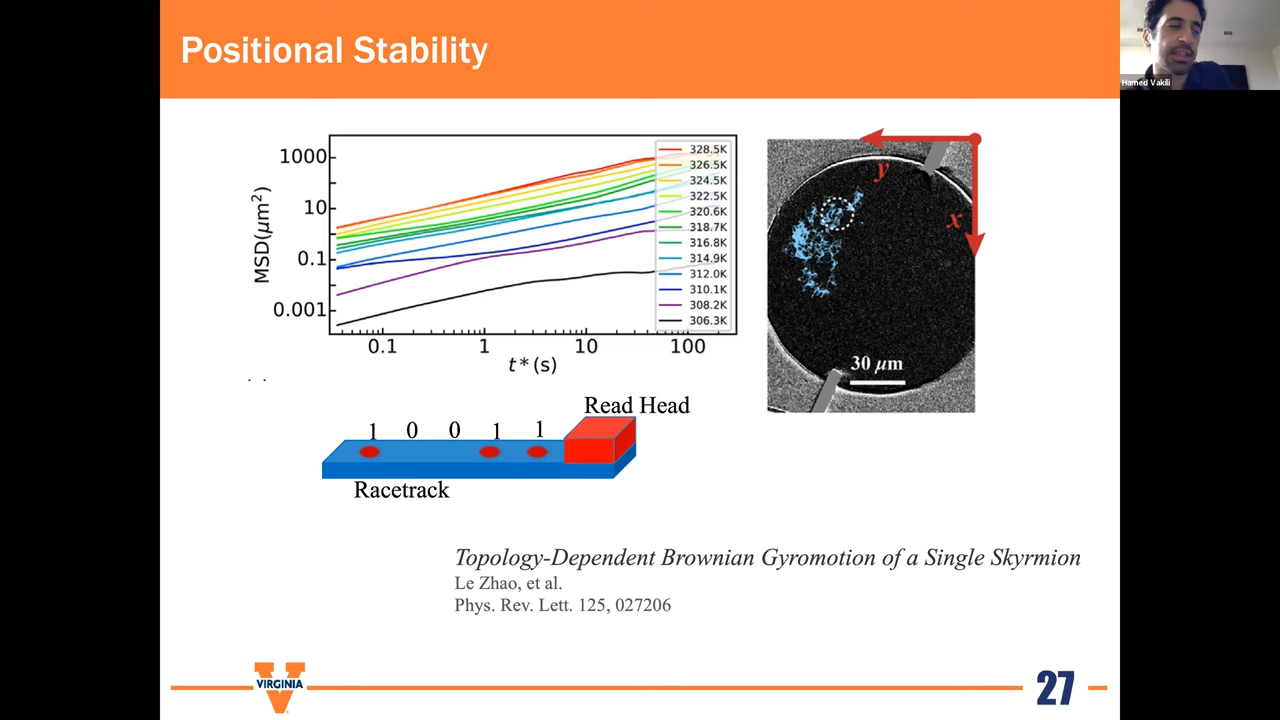 Positional Stability
Hamed Vakili
1000
10
0.1
0.001
MSD(μm²)
0.1 1 10 100
t*(s)
328.5K
326.5K
324.5K
322.5K
320.6K
318.7K
316.8K
314.9K
312.0K
310.1K
308.2K
306.3K
y
x
30 μm
Read Head
1 0 0 1 1
Racetrack
Topology-Dependent Brownian Gyromotion of a Single Skyrmion
Le Zhao, et al.
Phys. Rev. Lett. 125, 027206
VIRGINIA
27